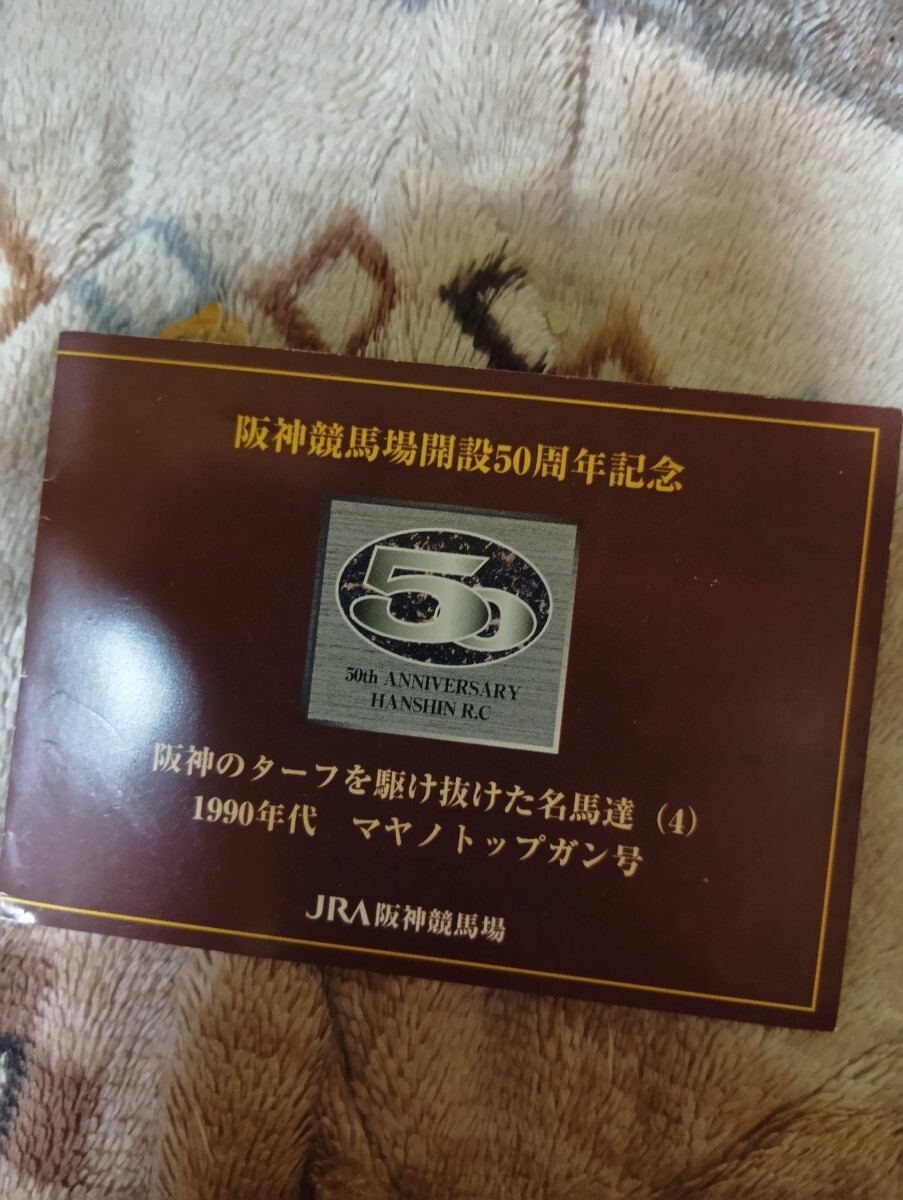 阪神競馬場開設50周年記念
50
50th ANNIVERSARY
HANSHIN R.C
阪神のターフを駆け抜けた名馬達（4）
1990年代　マヤノトップガン号
JRA阪神競馬場